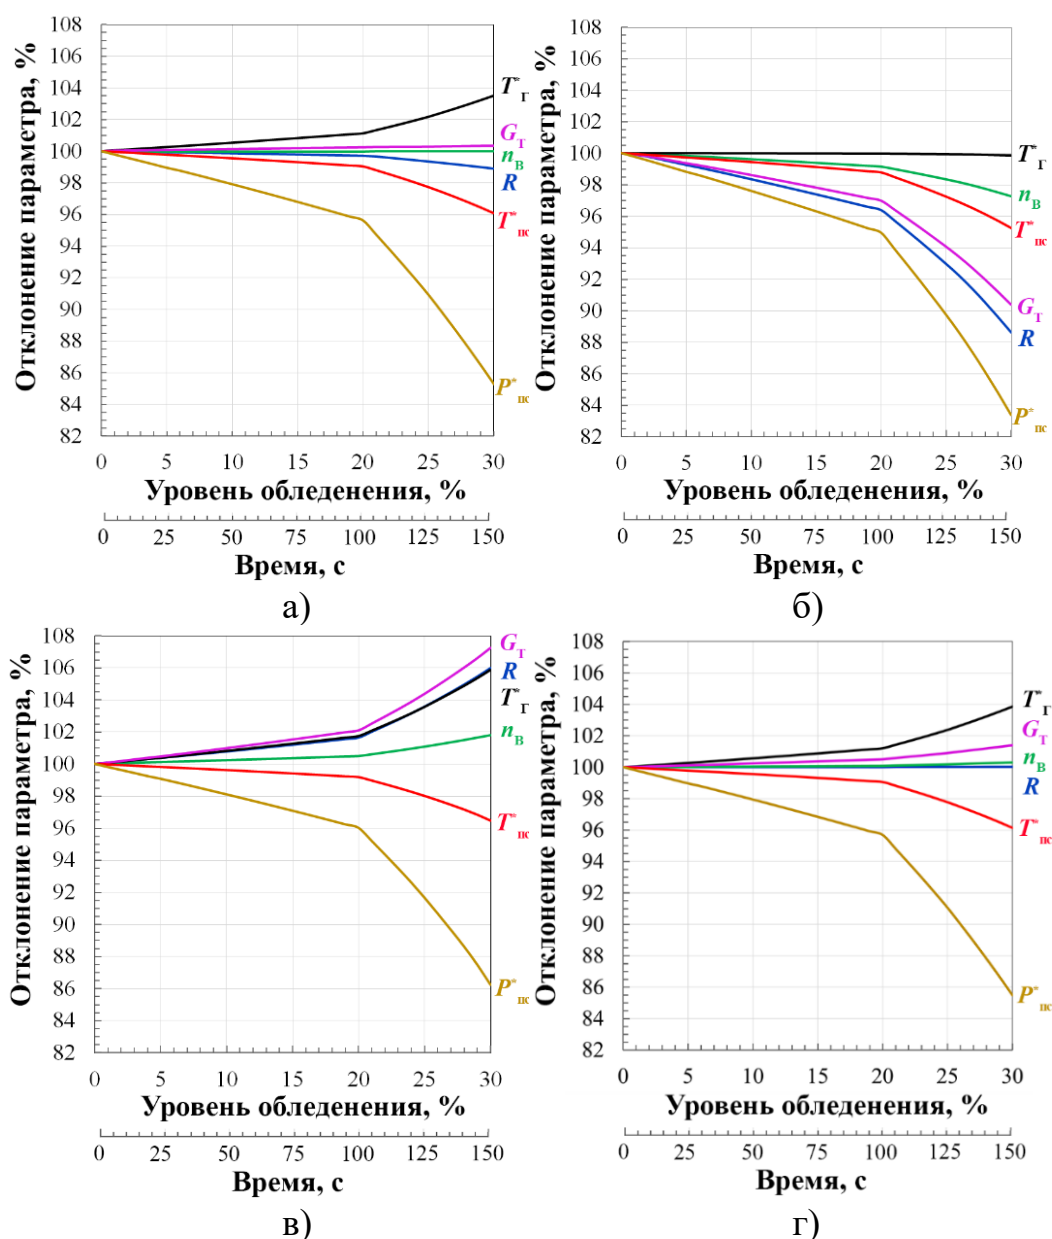 Отклонение параметра, %
108
106
104
102
100
98
96
94
92
90
88
86
84
82
T*г
Gт
nв
R
T*пс
P*пс
0 5 10 15 20 25 30
Уровень обледенения, %
0 25 50 75 100 125 150
Время, с
а)
Отклонение параметра, %
108
106
104
102
100
98
96
94
92
90
88
86
84
82
T*г
nв
T*пс
Gт
R
P*пс
0 5 10 15 20 25 30
Уровень обледенения, %
0 25 50 75 100 125 150
Время, с
б)
Отклонение параметра, %
108
106
104
102
100
98
96
94
92
90
88
86
84
82
Gт
R
T*г
nв
T*пс
P*пс
0 5 10 15 20 25 30
Уровень обледенения, %
0 25 50 75 100 125 150
Время, с
в)
Отклонение параметра, %
108
106
104
102
100
98
96
94
92
90
88
86
84
82
T*г
Gт
nв
R
T*пс
P*пс
0 5 10 15 20 25 30
Уровень обледенения, %
0 25 50 75 100 125 150
Время, с
г)